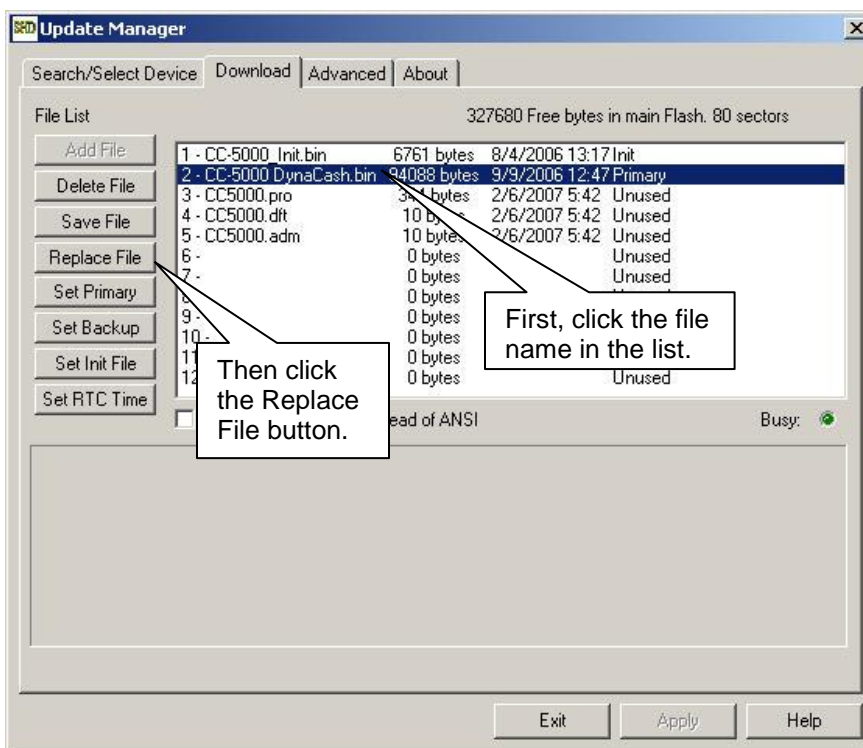 SHD Update Manager
Search/Select Device Download Advanced About
File List 327680 Free bytes in main Flash. 80 sectors
Add File
Delete File
Save File
Replace File
Set Primary
Set Backup
Set Init File
Set RTC Time
1 - CC-5000_Init.bin 6761 bytes 8/4/2006 13:17 Init
2 - CC-5000 DynaCash.bin 94088 bytes 9/9/2006 12:47 Primary
3 - CC5000.pro bytes 2/6/2007 5:42 Unused
4 - CC5000.dft 10 bytes 2/6/2007 5:42 Unused
5 - CC5000.adm 10 bytes 2/6/2007 5:42 Unused
6 - 0 bytes Unused
7 - 0 bytes Unused
0 bytes
9 - 0 bytes
10 - 0 bytes
0 bytes
0 bytes Unused
First, click the file
name in the list.
Then click
the Replace
File button.
of ANSI Busy:
Exit Apply Help